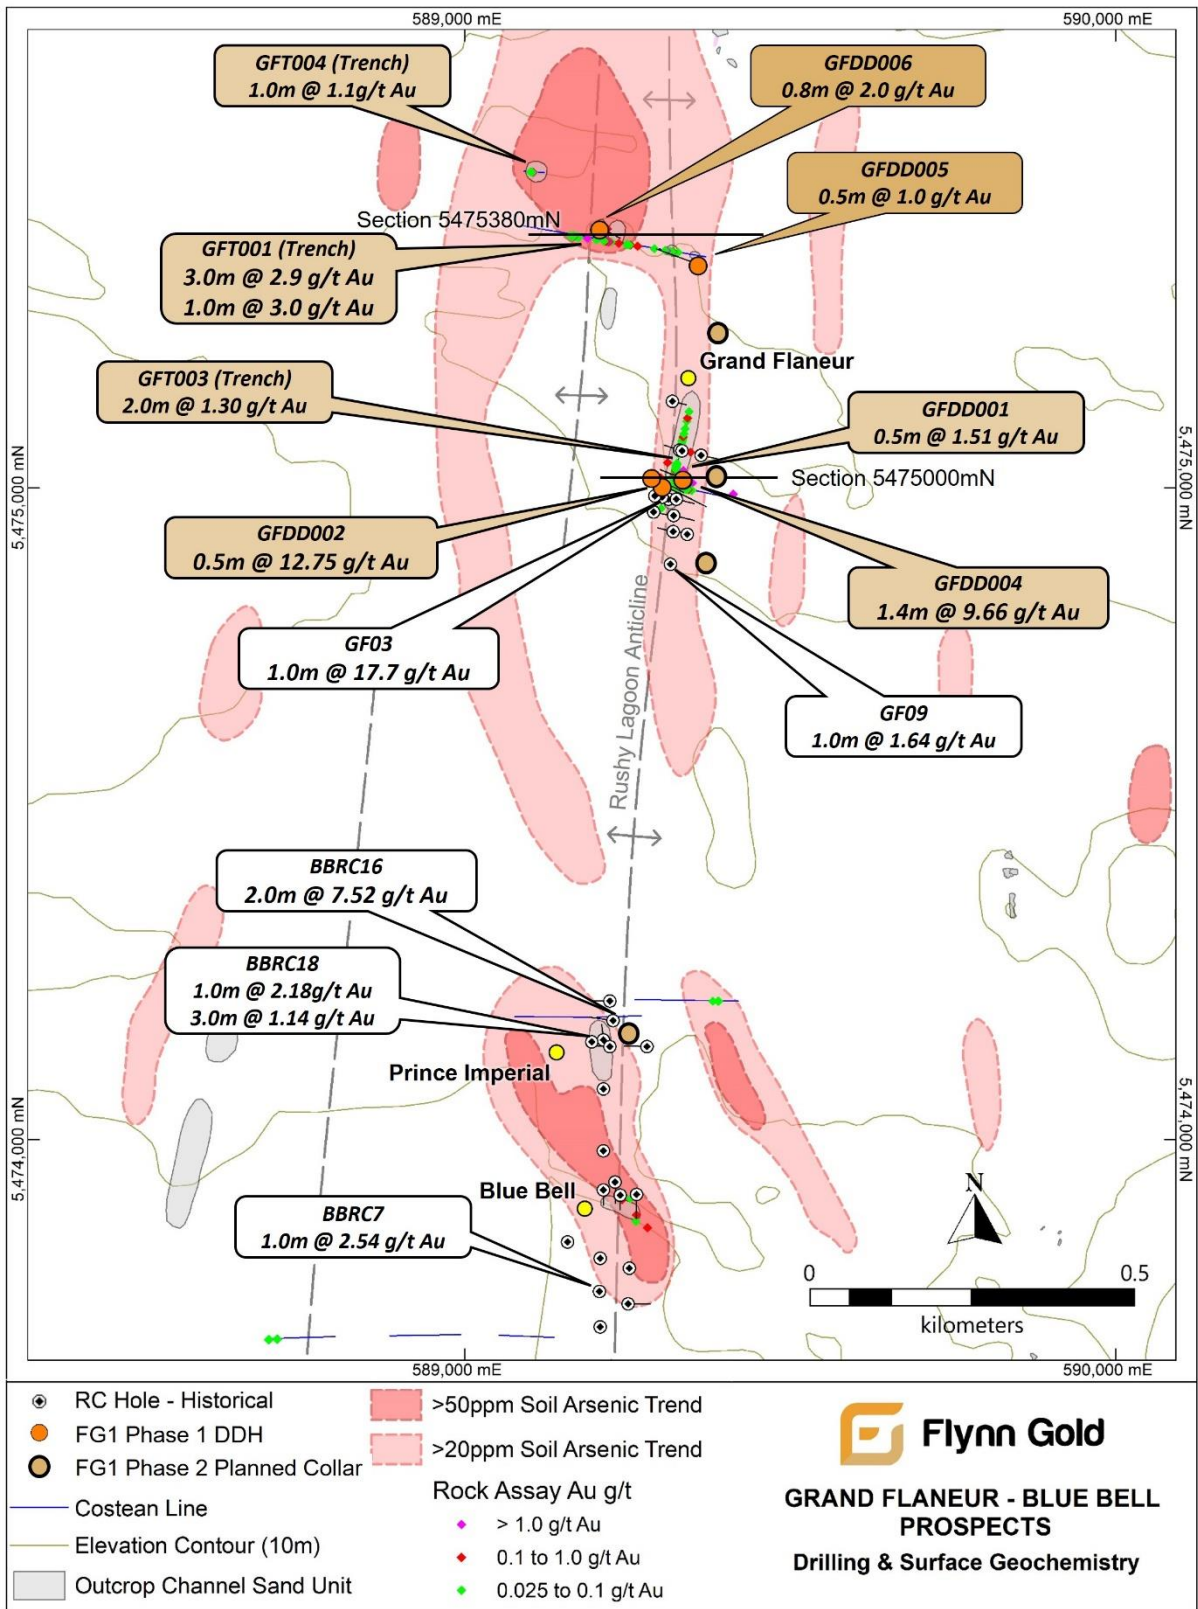 589,000 mE
590,000 mE
GFT004 (Trench)
1.0m @ 1.1g/t Au
GFDD006
0.8m @ 2.0 g/t Au
GFDD005
0.5m @ 1.0 g/t Au
Section 5475380mN
GFT001 (Trench)
3.0m @ 2.9 g/t Au
1.0m @ 3.0 g/t Au
Grand Flaneur
GFT003 (Trench)
2.0m @ 1.30 g/t Au
GFDD001
0.5m @ 1.51 g/t Au
5,475,000 mN
5,475,000 mN
Section 5475000mN
GFDD002
0.5m @ 12.75 g/t Au
GFDD004
1.4m @ 9.66 g/t Au
GF03
1.0m @ 17.7 g/t Au
GF09
1.0m @ 1.64 g/t Au
Rushy Lagoon Anticline
BBRC16
2.0m @ 7.52 g/t Au
BBRC18
1.0m @ 2.18g/t Au
3.0m @ 1.14 g/t Au
Prince Imperial
5,474,000 mN
5,474,000 mN
Blue Bell
BBRC7
1.0m @ 2.54 g/t Au
N
0
0.5
kilometers
589,000 mE
590,000 mE
RC Hole - Historical
FG1 Phase 1 DDH
FG1 Phase 2 Planned Collar
Costean Line
Elevation Contour (10m)
Outcrop Channel Sand Unit
>50ppm Soil Arsenic Trend
>20ppm Soil Arsenic Trend
Rock Assay Au g/t
> 1.0 g/t Au
0.1 to 1.0 g/t Au
0.025 to 0.1 g/t Au
Flynn Gold
GRAND FLANEUR - BLUE BELL
PROSPECTS
Drilling & Surface Geochemistry